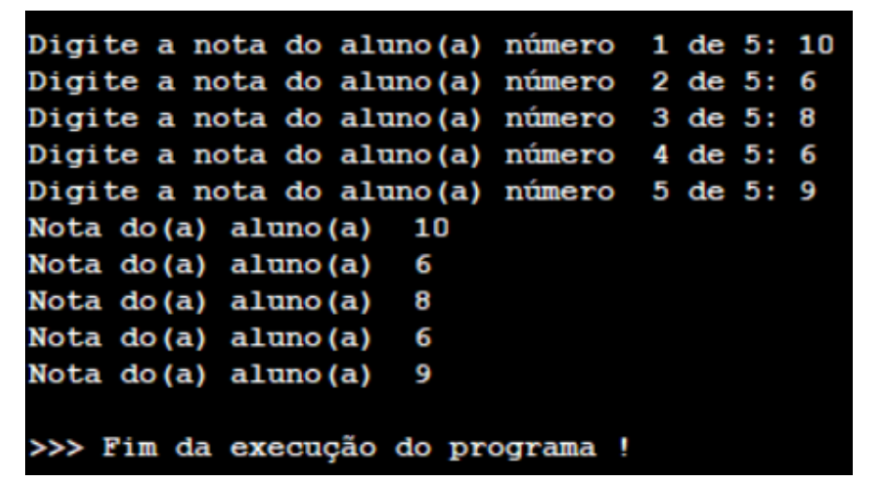 Digite a nota do aluno(a) número  1 de 5: 10
Digite a nota do aluno(a) número  2 de 5: 6
Digite a nota do aluno(a) número  3 de 5: 8
Digite a nota do aluno(a) número  4 de 5: 6
Digite a nota do aluno(a) número  5 de 5: 9
Nota do(a) aluno(a)  10
Nota do(a) aluno(a)  6
Nota do(a) aluno(a)  8
Nota do(a) aluno(a)  6
Nota do(a) aluno(a)  9
>>> Fim da execução do programa !